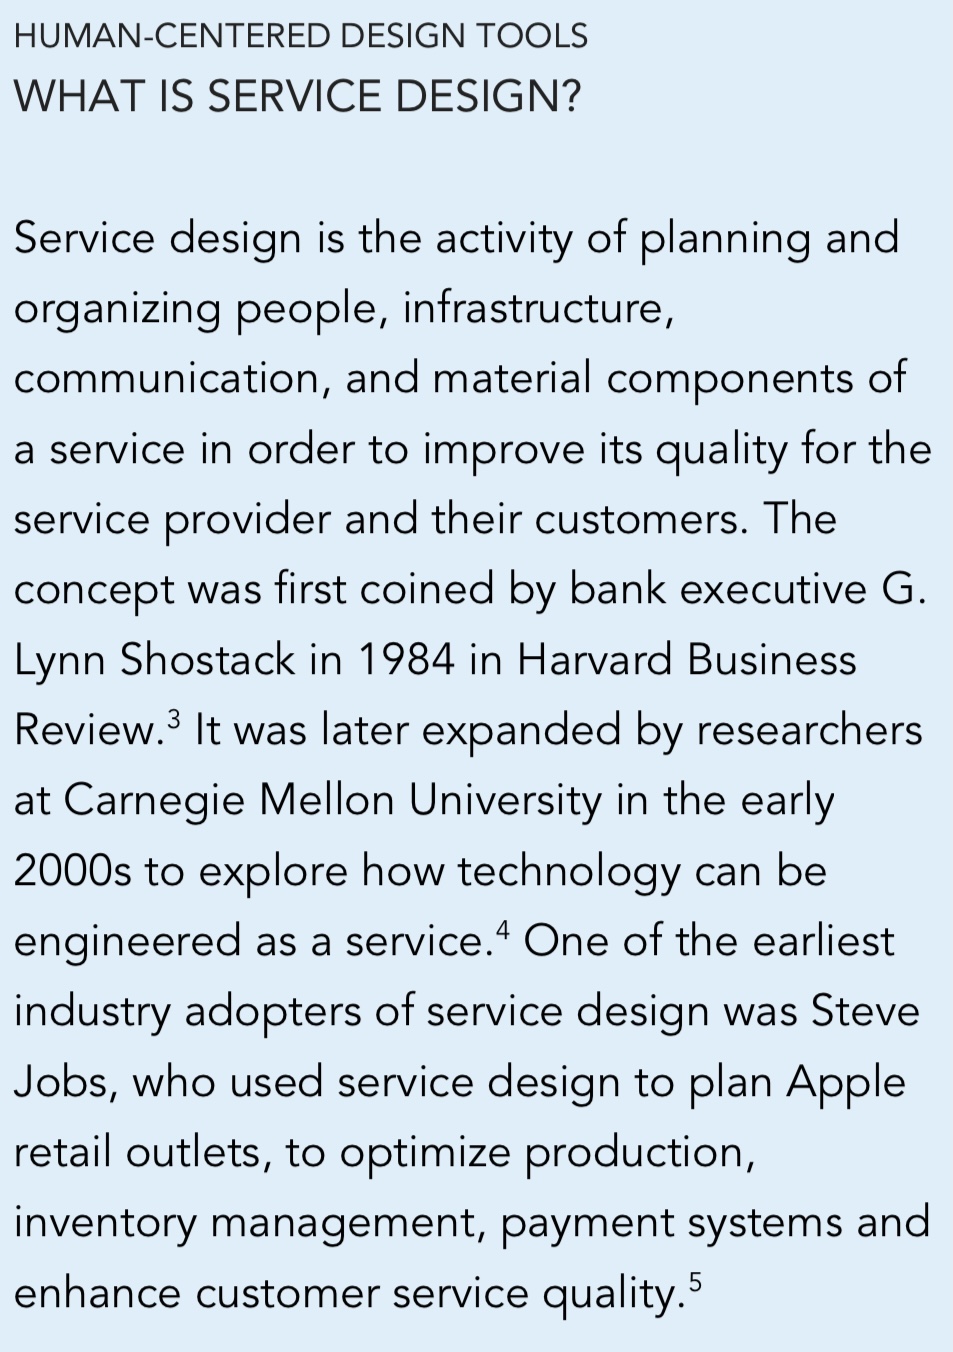 HUMAN-CENTERED DESIGN TOOLS
WHAT IS SERVICE DESIGN?
Service design is the activity of planning and
organizing people, infrastructure,
communication, and material components of
a service in order to improve its quality for the
service provider and their customers. The
concept was first coined by bank executive G.
Lynn Shostack in 1984 in Harvard Business
Review.³ It was later expanded by researchers
at Carnegie Mellon University in the early
2000s to explore how technology can be
engineered as a service.⁴ One of the earliest
industry adopters of service design was Steve
Jobs, who used service design to plan Apple
retail outlets, to optimize production,
inventory management, payment systems and
enhance customer service quality.⁵